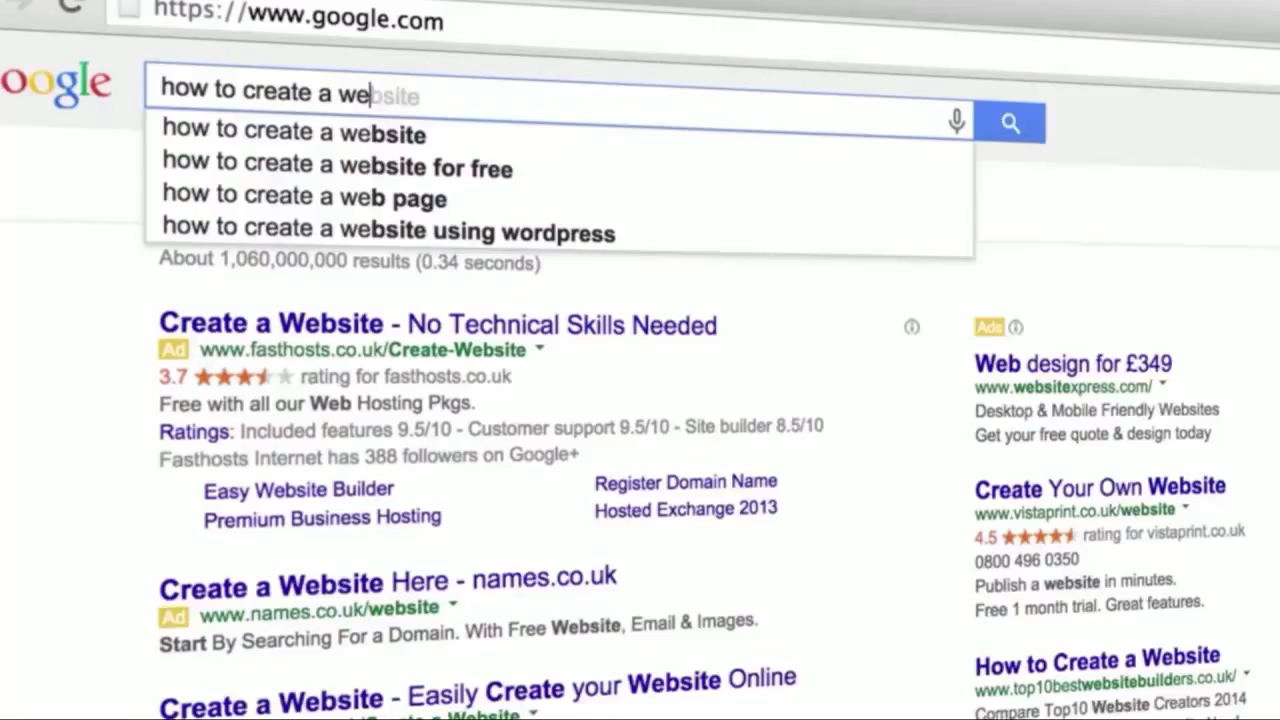 https://www.google.com
oogle
how to create a website
how to create a website
how to create a website for free
how to create a web page
how to create a website using wordpress
About 1,060,000,000 results (0.34 seconds)
Create a Website - No Technical Skills Needed
Ad www.fasthosts.co.uk/Create-Website
3.7 rating for fasthosts.co.uk
Free with all our Web Hosting Pkgs.
Ratings: Included features 9.5/10 - Customer support 9.5/10 - Site builder 8.5/10
Fasthosts Internet has 388 followers on Google+
Easy Website Builder
Register Domain Name
Premium Business Hosting
Hosted Exchange 2013
Create a Website Here - names.co.uk
Ad www.names.co.uk/website
Start By Searching For a Domain. With Free Website, Email & Images.
Create a Website - Easily Create your Website Online
Ads
Web design for £349
www.websitexpress.com/
Desktop & Mobile Friendly Websites
Get your free quote & design today
Create Your Own Website
www.vistaprint.co.uk/website
4.5 rating for vistaprint.co.uk
0800 496 0350
Publish a website in minutes.
Free 1 month trial. Great features.
How to Create a Website
www.top10bestwebsitebuilders.co.uk/
Compare Top10 Website Creators 2014